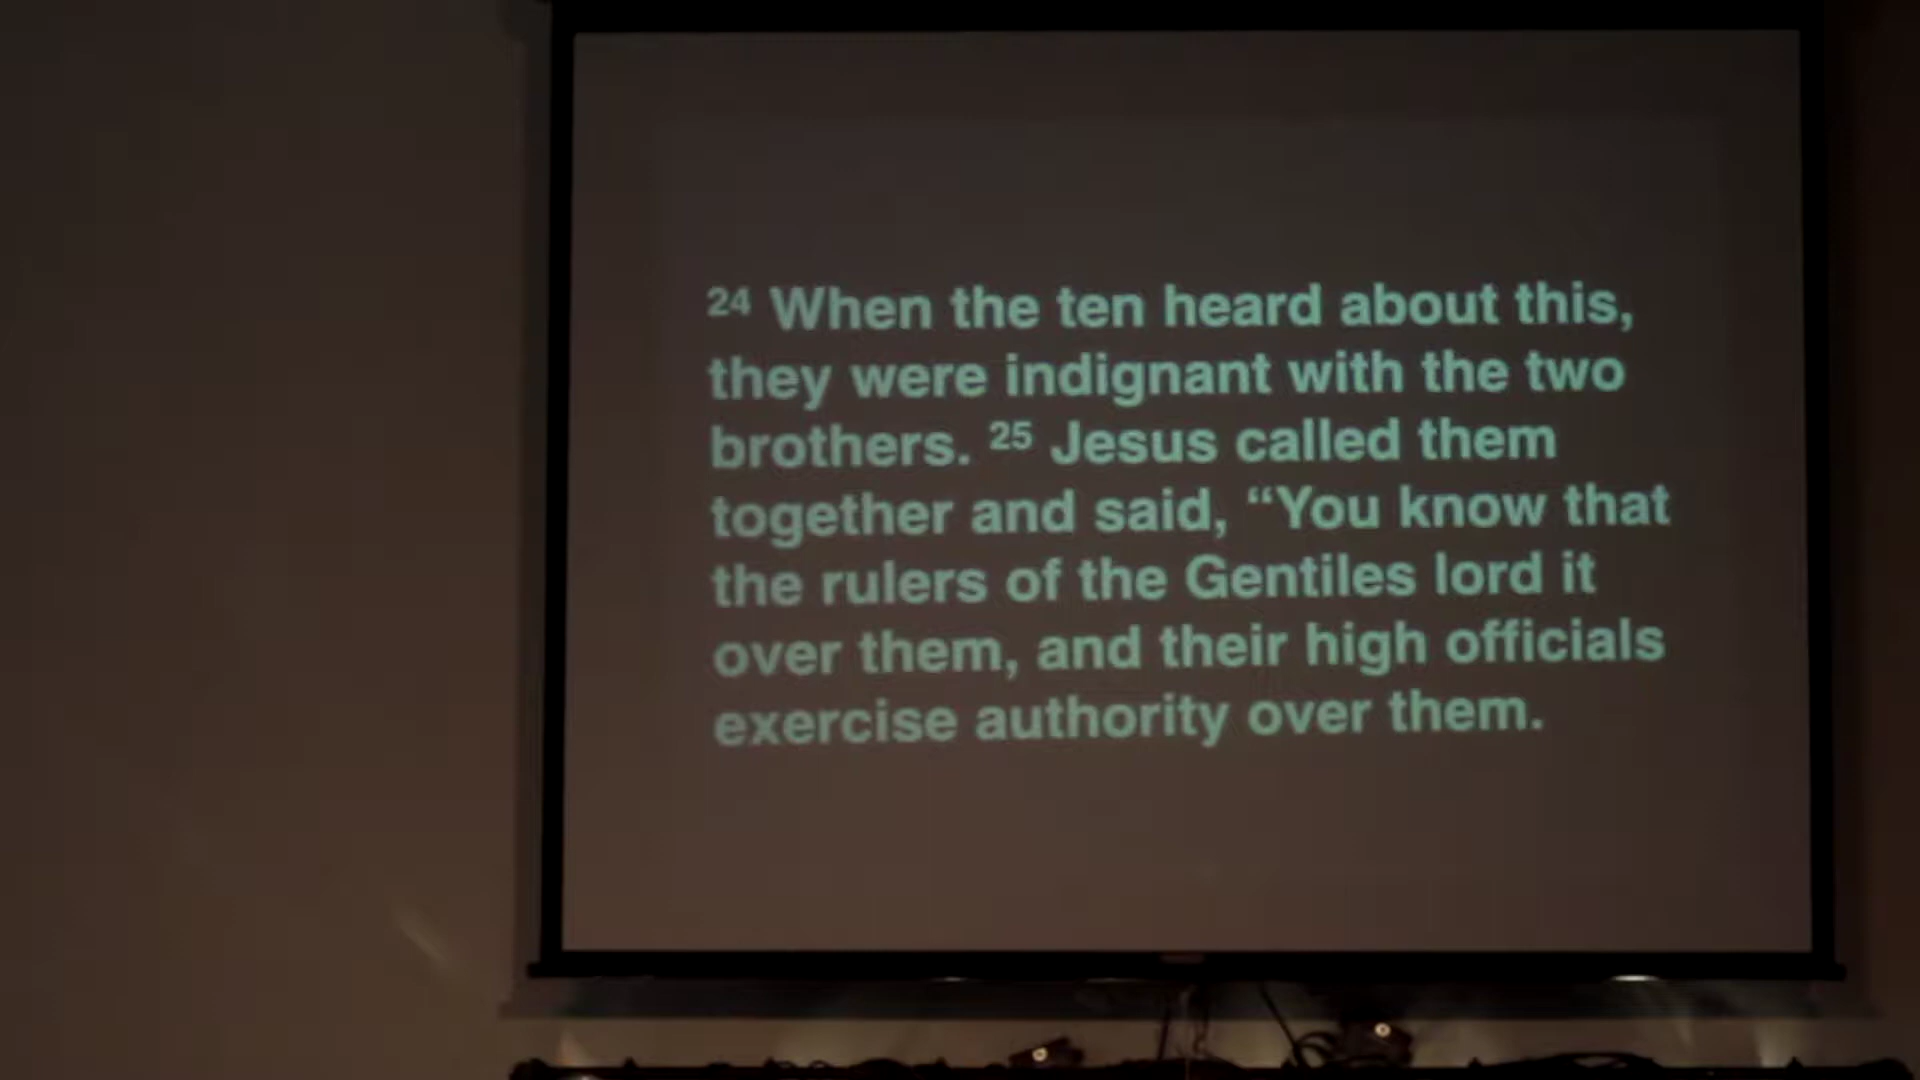 24 When the ten heard about this,
they were indignant with the two
brothers. 25 Jesus called them
together and said, “You know that
the rulers of the Gentiles lord it
over them, and their high officials
exercise authority over them.